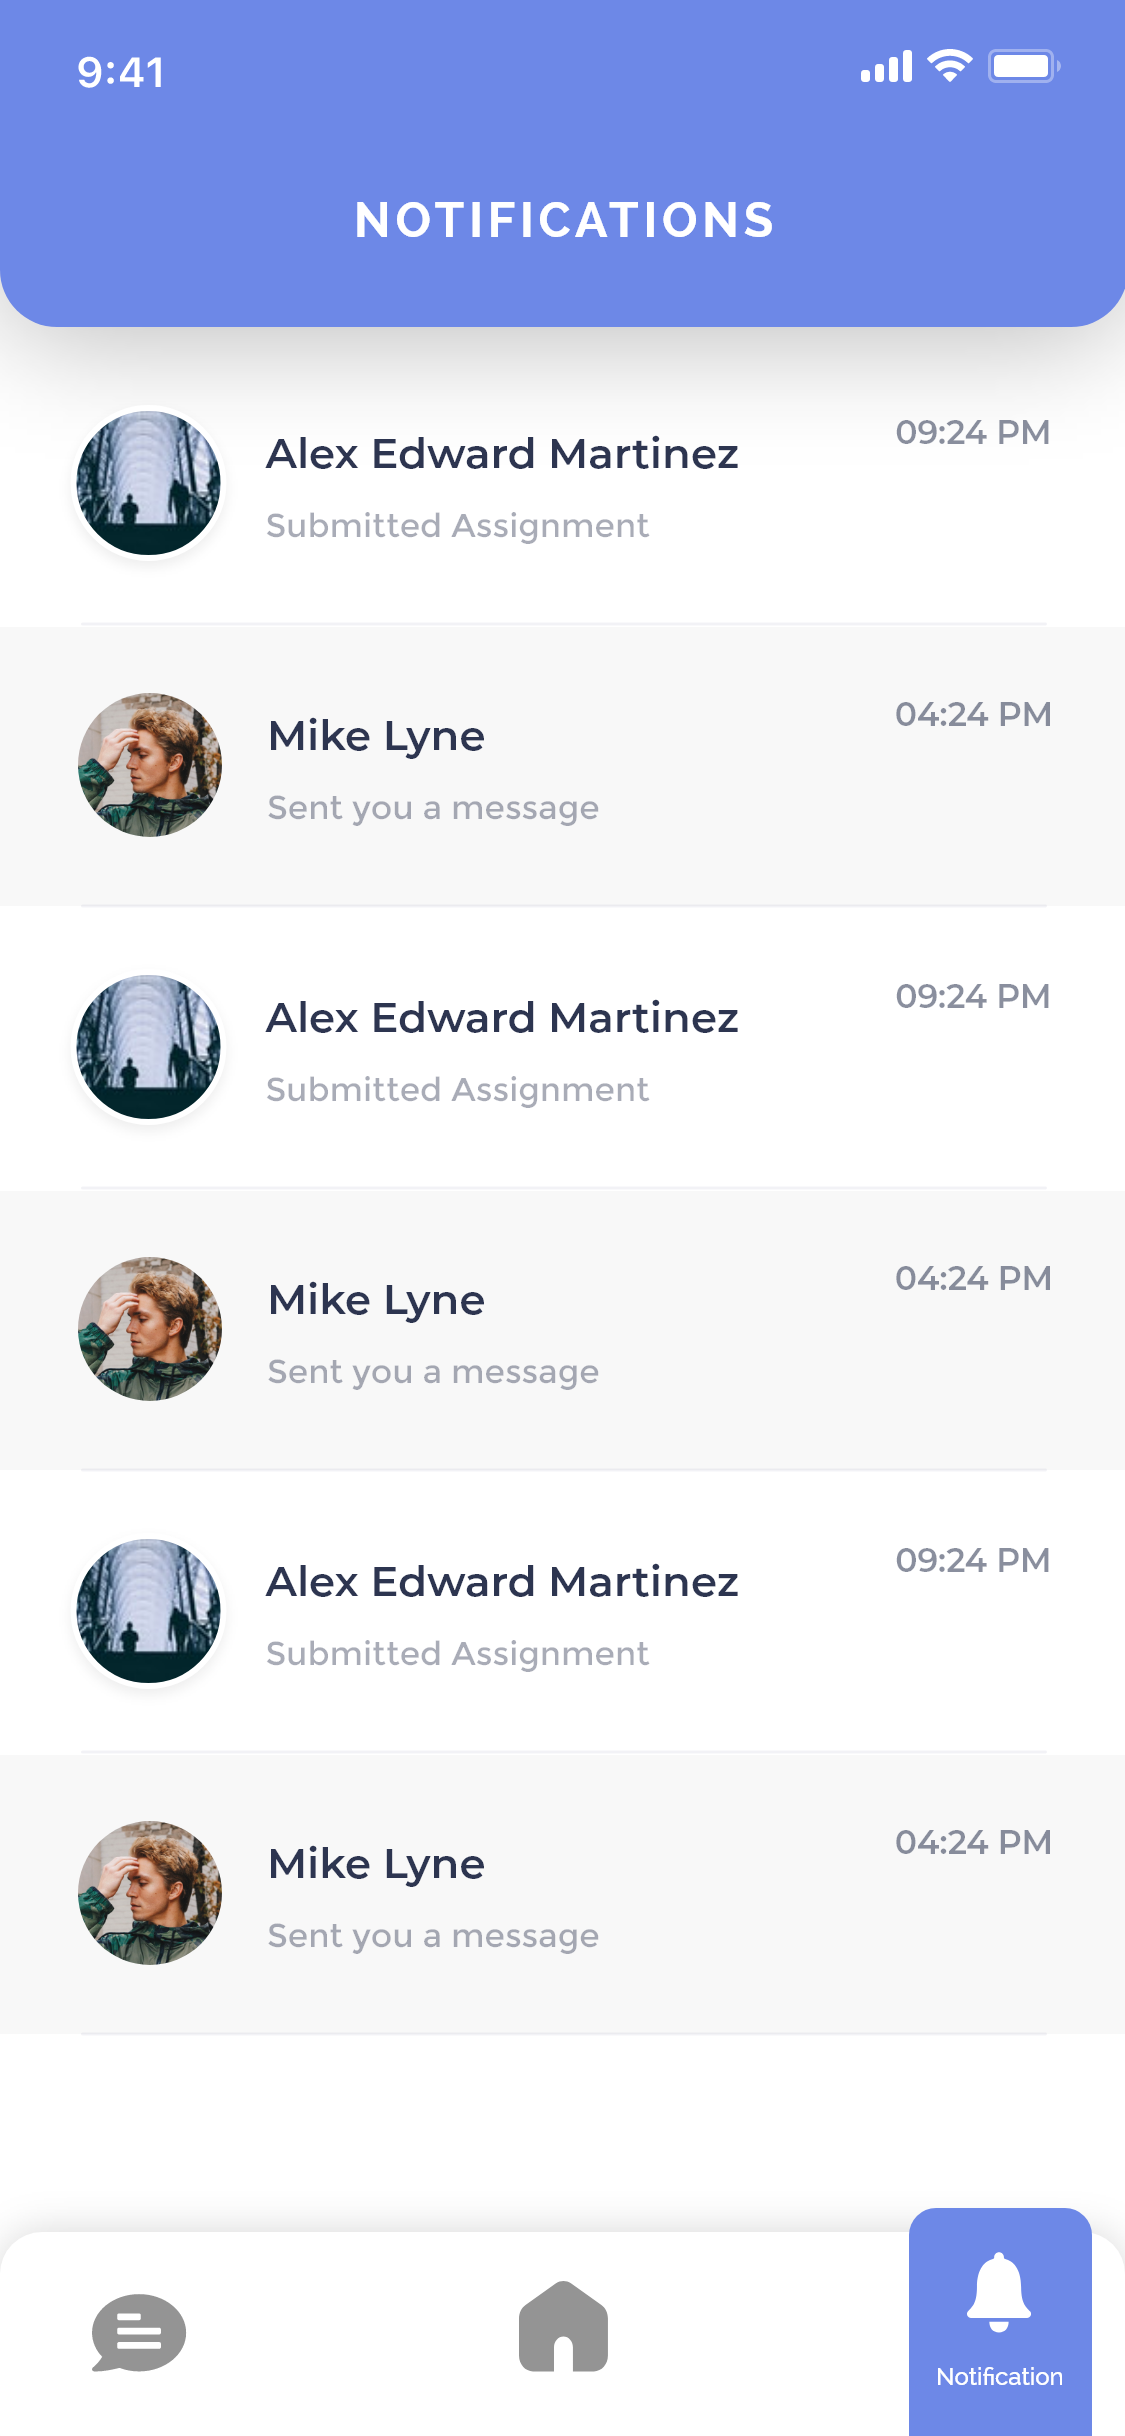 9:41
NOTIFICATIONS
Alex Edward Martinez
09:24 PM
Submitted Assignment
Mike Lyne
04:24 PM
Sent you a message
Alex Edward Martinez
09:24 PM
Submitted Assignment
Mike Lyne
04:24 PM
Sent you a message
Alex Edward Martinez
09:24 PM
Submitted Assignment
Mike Lyne
04:24 PM
Sent you a message
Notification